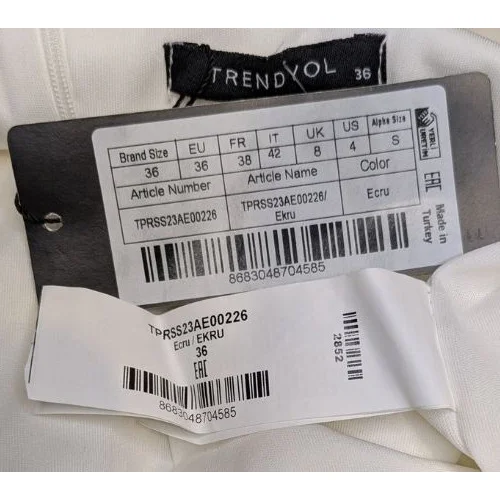 TRENDYOL 36
Brand Size EU FR IT UK US Alpha Size
36 36 38 42 8 4 S
Article Number Article Name Color
TPRSS23AE00226 TPRSS23AE00226/ Ecru
Ekru
8683048704585
YERLİ
ÜRETİM
EAC
Made in
Turkey
TPRSS23AE00226
Ecru / EKRU
36
EAC
8683048704585
2852